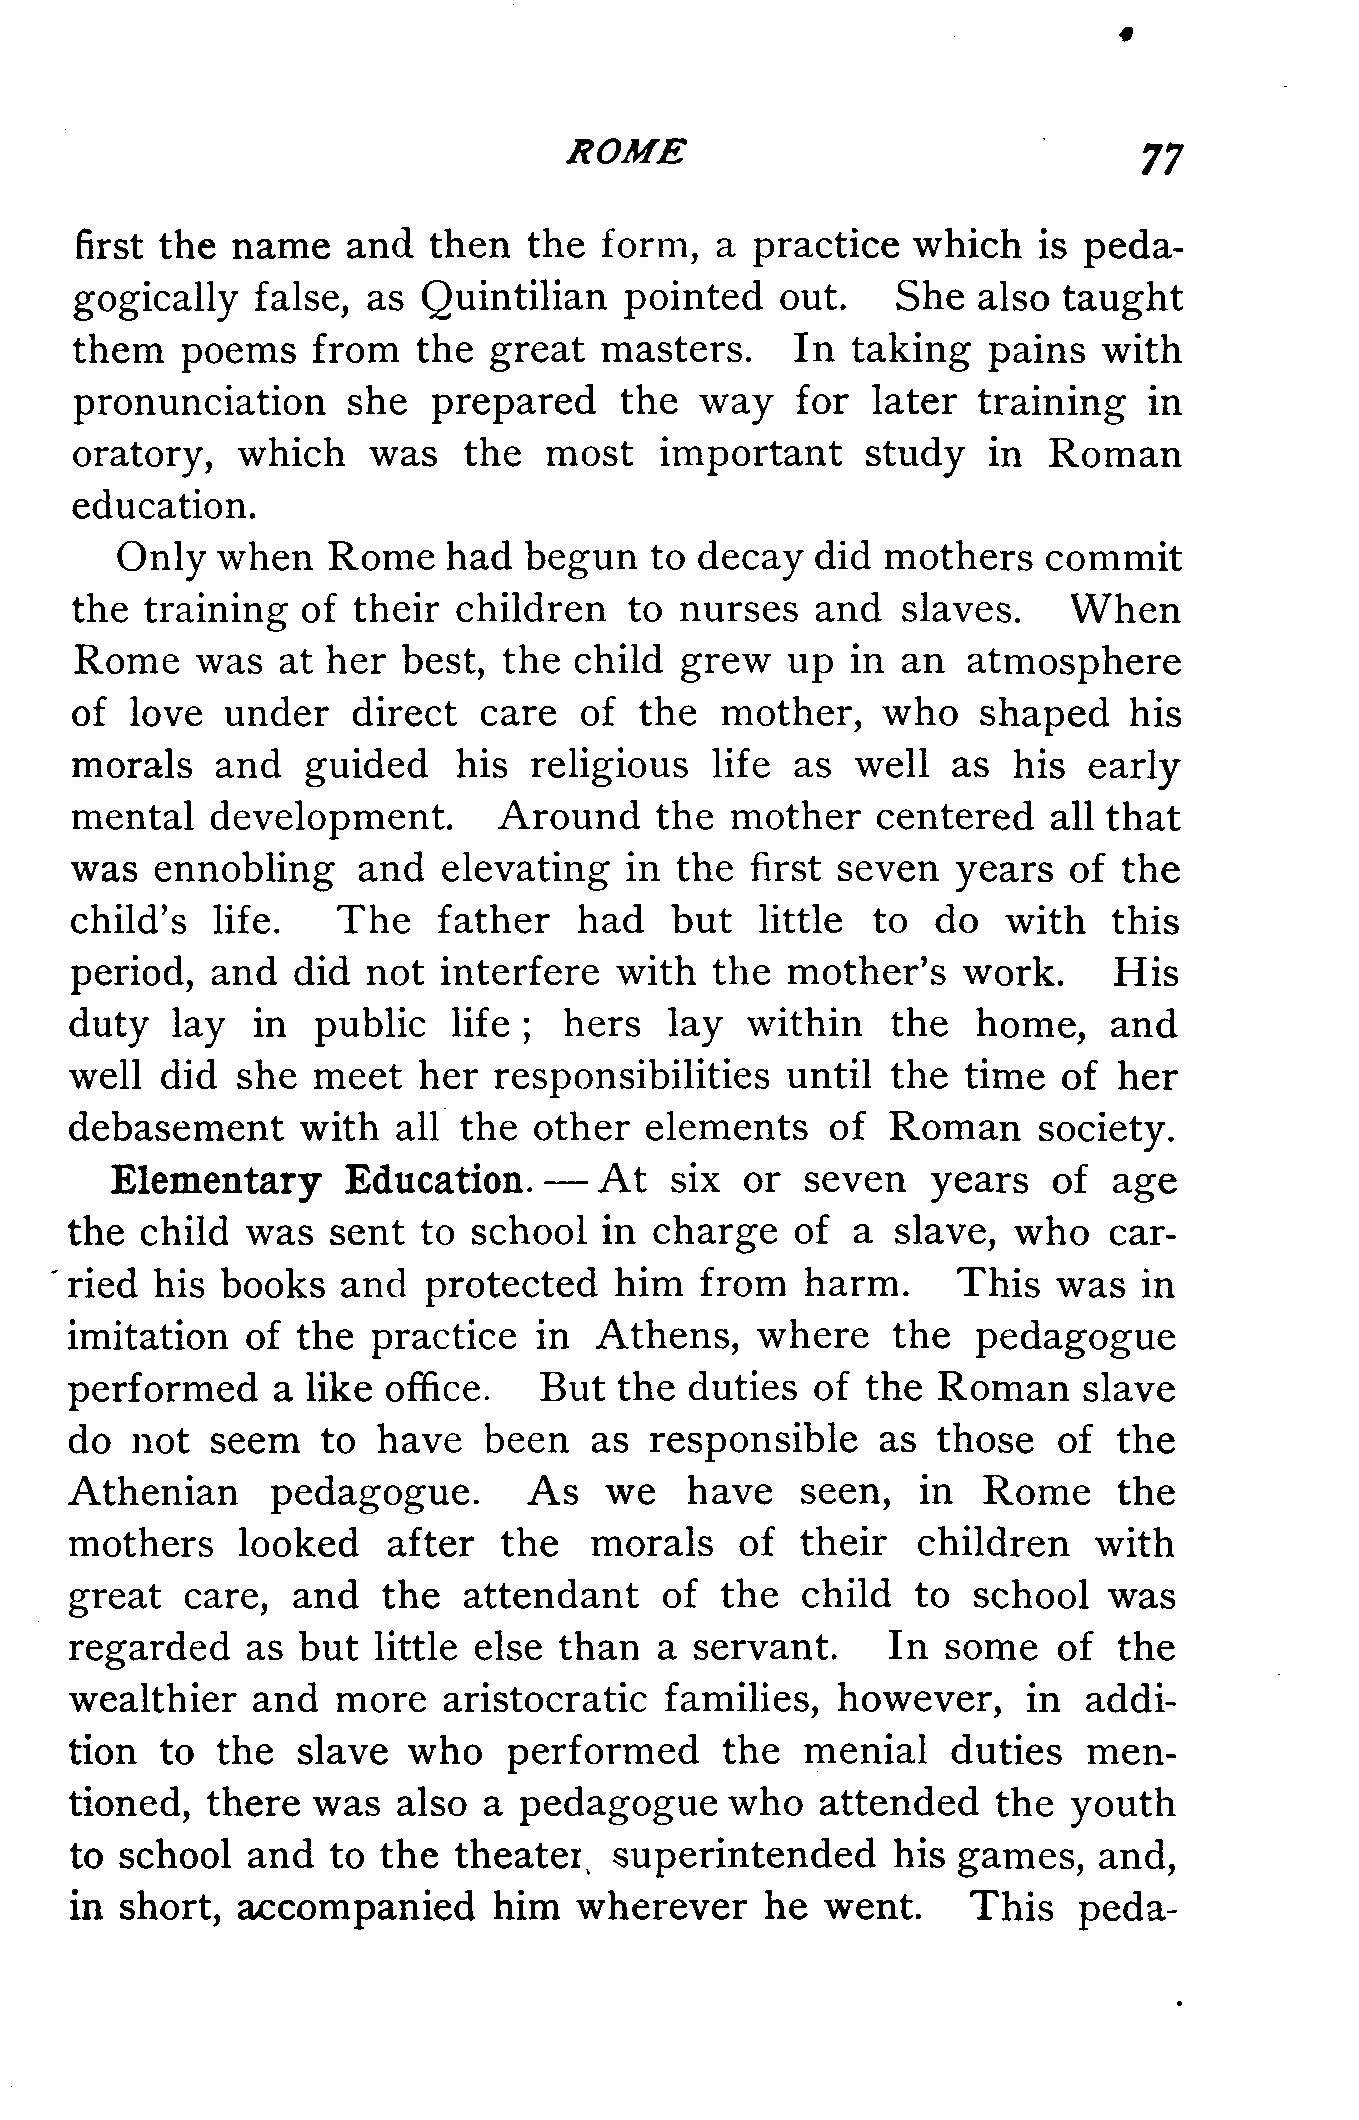 ROME 77
first the name and then the form, a practice which is peda-
gogically false, as Quintilian pointed out. She also taught
them poems from the great masters. In taking pains with
pronunciation she prepared the way for later training in
oratory, which was the most important study in Roman
education.
Only when Rome had begun to decay did mothers commit
the training of their children to nurses and slaves. When
Rome was at her best, the child grew up in an atmosphere
of love under direct care of the mother, who shaped his
morals and guided his religious life as well as his early
mental development. Around the mother centered all that
was ennobling and elevating in the first seven years of the
child's life. The father had but little to do with this
period, and did not interfere with the mother's work. His
duty lay in public life ; hers lay within the home, and
well did she meet her responsibilities until the time of her
debasement with all the other elements of Roman society.
Elementary Education. — At six or seven years of age
the child was sent to school in charge of a slave, who car-
ried his books and protected him from harm. This was in
imitation of the practice in Athens, where the pedagogue
performed a like office. But the duties of the Roman slave
do not seem to have been as responsible as those of the
Athenian pedagogue. As we have seen, in Rome the
mothers looked after the morals of their children with
great care, and the attendant of the child to school was
regarded as but little else than a servant. In some of the
wealthier and more aristocratic families, however, in addi-
tion to the slave who performed the menial duties men-
tioned, there was also a pedagogue who attended the youth
to school and to the theater, superintended his games, and,
in short, accompanied him wherever he went. This peda-